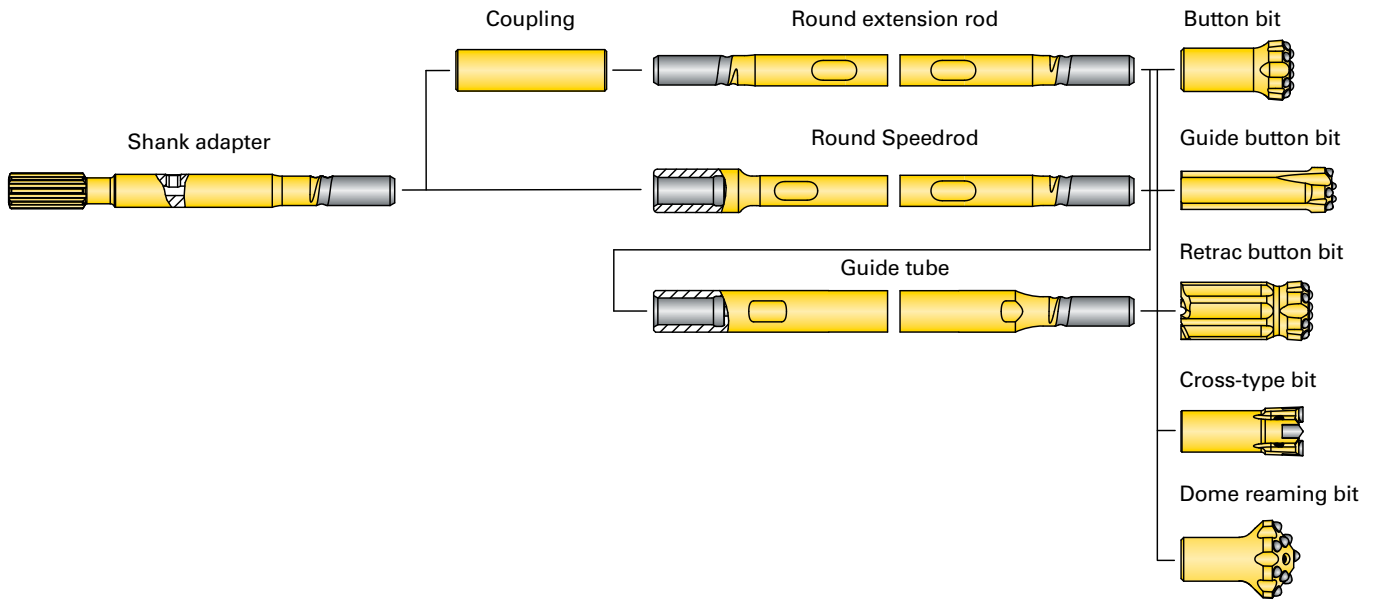 Coupling
Round extension rod
Button bit
Shank adapter
Round Speedrod
Guide button bit
Guide tube
Retrac button bit
Cross-type bit
Dome reaming bit